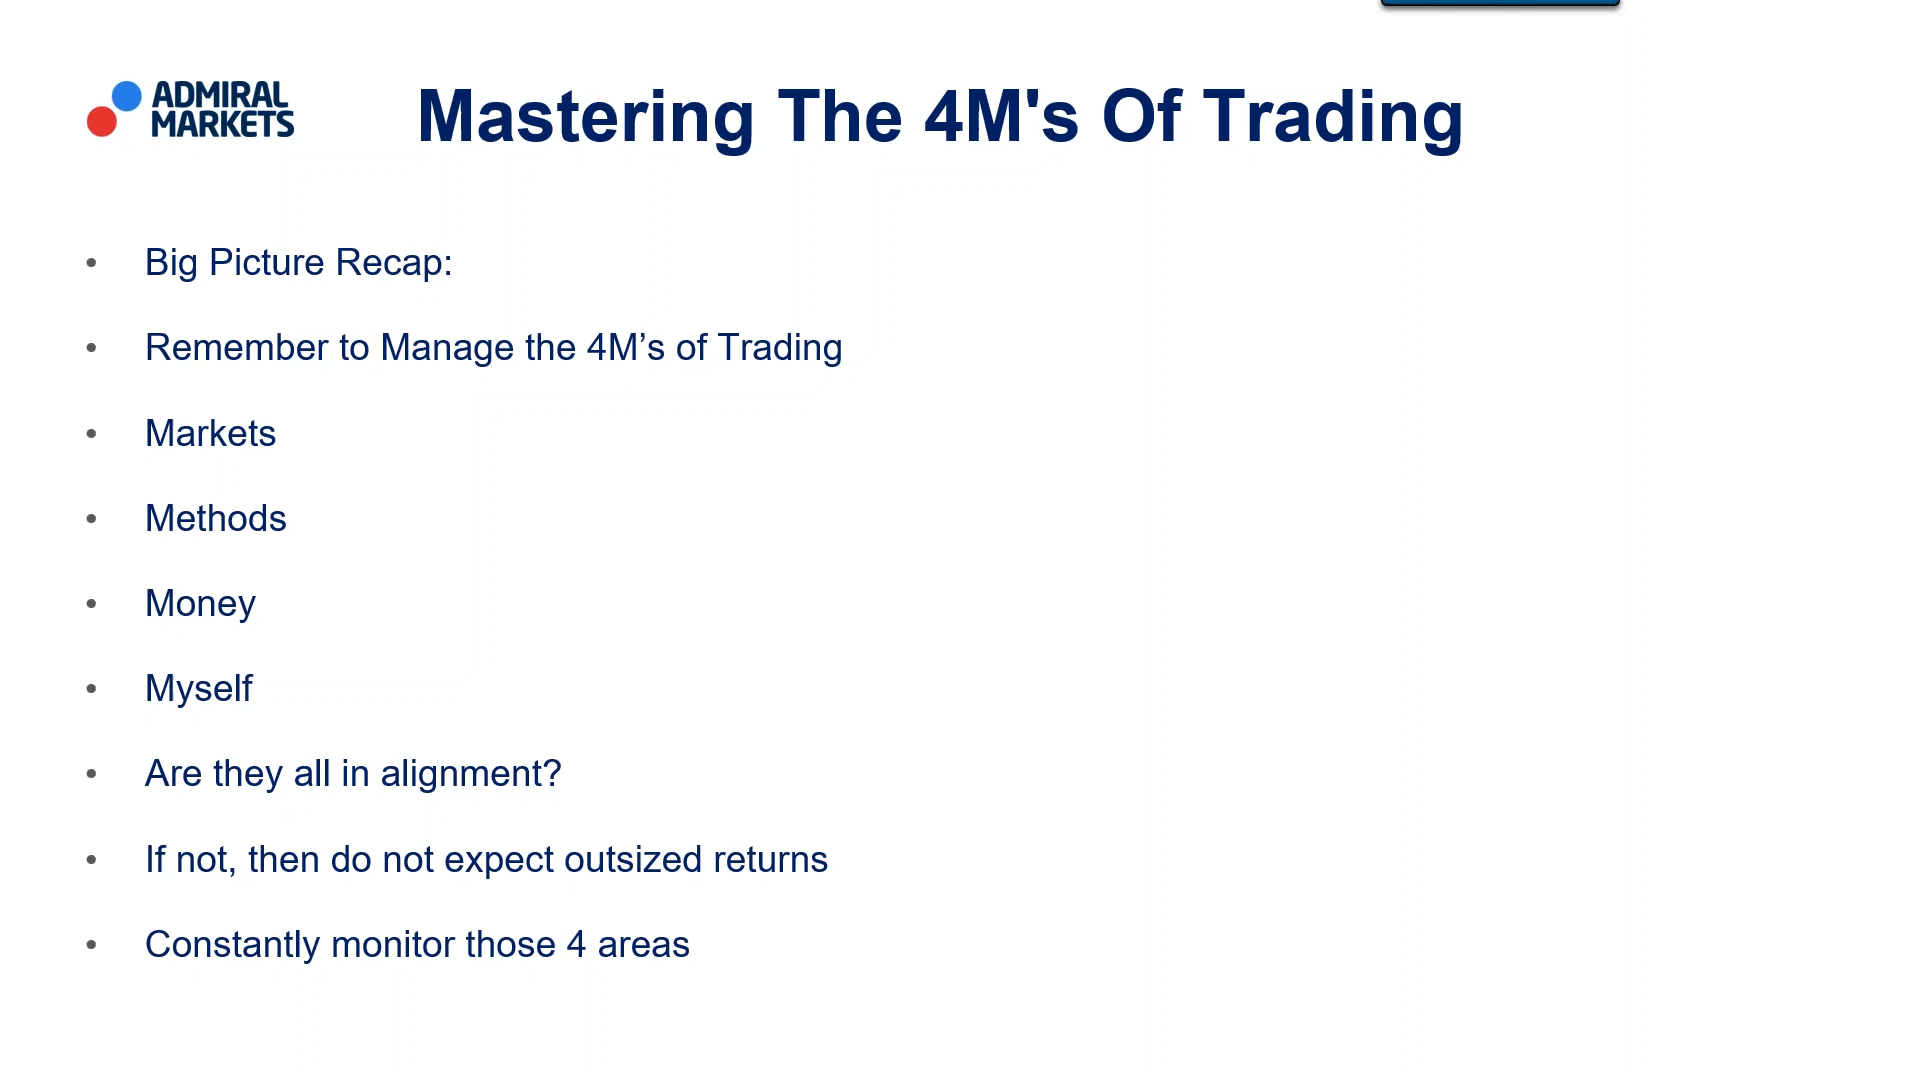 ADMIRAL
MARKETS
Mastering The 4M's Of Trading
• Big Picture Recap:
• Remember to Manage the 4M’s of Trading
• Markets
• Methods
• Money
• Myself
• Are they all in alignment?
• If not, then do not expect outsized returns
• Constantly monitor those 4 areas